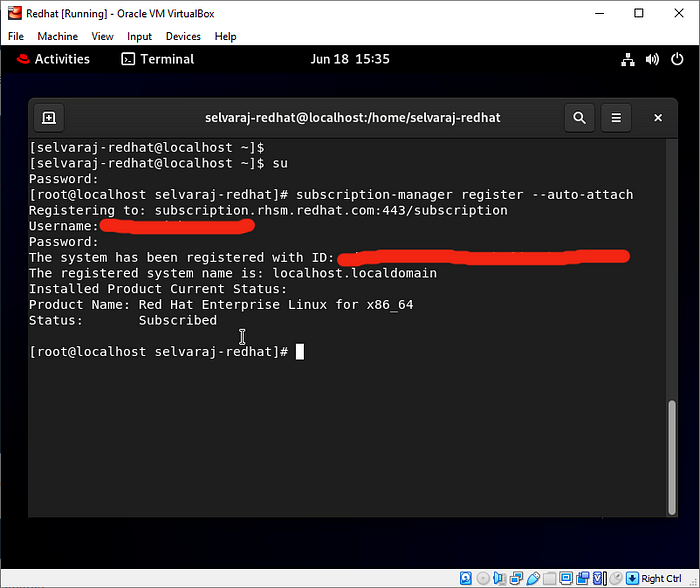 Redhat [Running] - Oracle VM VirtualBox
File Machine View Input Devices Help
Activities Terminal Jun 18 15:35
selvaraj-redhat@localhost:/home/selvaraj-redhat
[selvaraj-redhat@localhost ~]$
[selvaraj-redhat@localhost ~]$ su
Password:
[root@localhost selvaraj-redhat]# subscription-manager register --auto-attach
Registering to: subscription.rhsm.redhat.com:443/subscription
Username:
Password:
The system has been registered with ID:
The registered system name is: localhost.localdomain
Installed Product Current Status:
Product Name: Red Hat Enterprise Linux for x86_64
Status: Subscribed
[root@localhost selvaraj-redhat]#
Right Ctrl